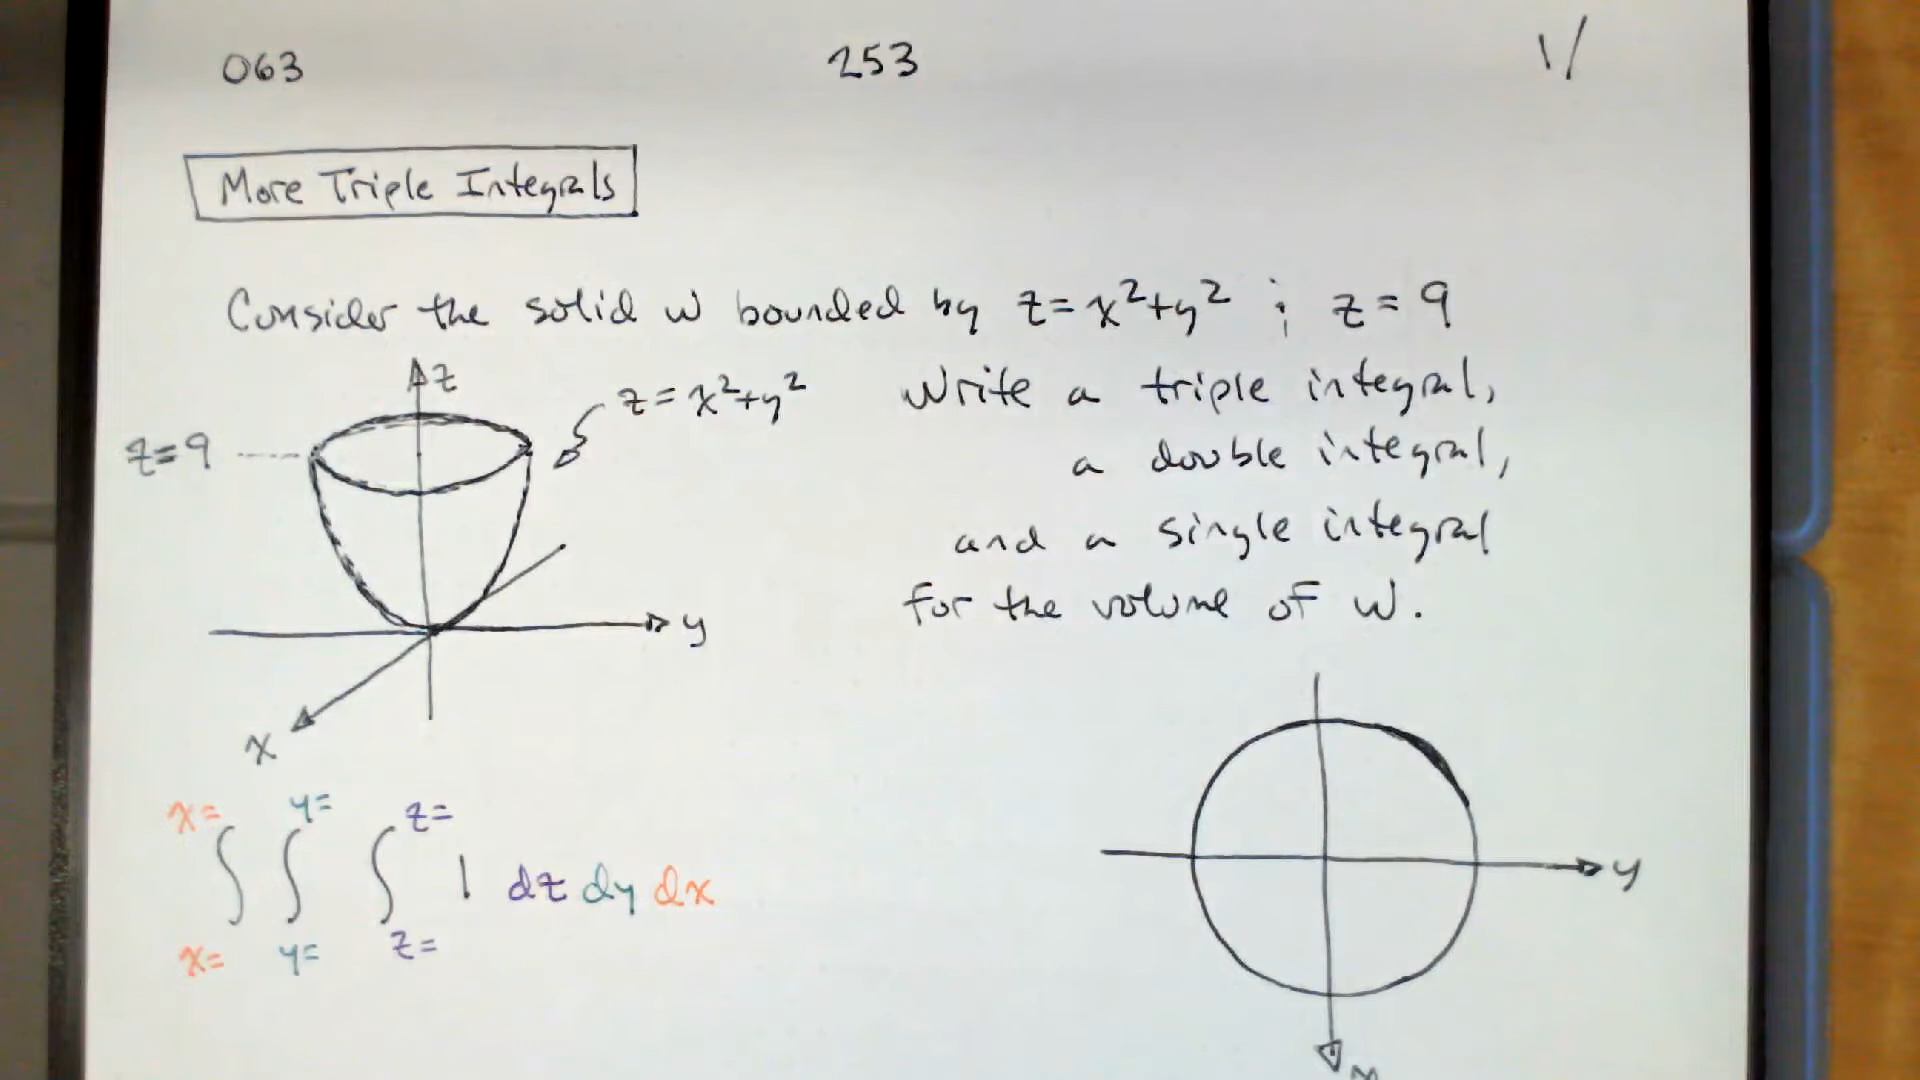 063 253 1/
More Triple Integrals
Consider the solid W bounded by z = x²+y² ; z = 9
z
z = x²+y²
z=9
Write a triple integral,
a double integral,
and a single integral
for the volume of W.
y
x
x= y= z=
∫ ∫ ∫ 1 dz dy dx
x= y= z=
y